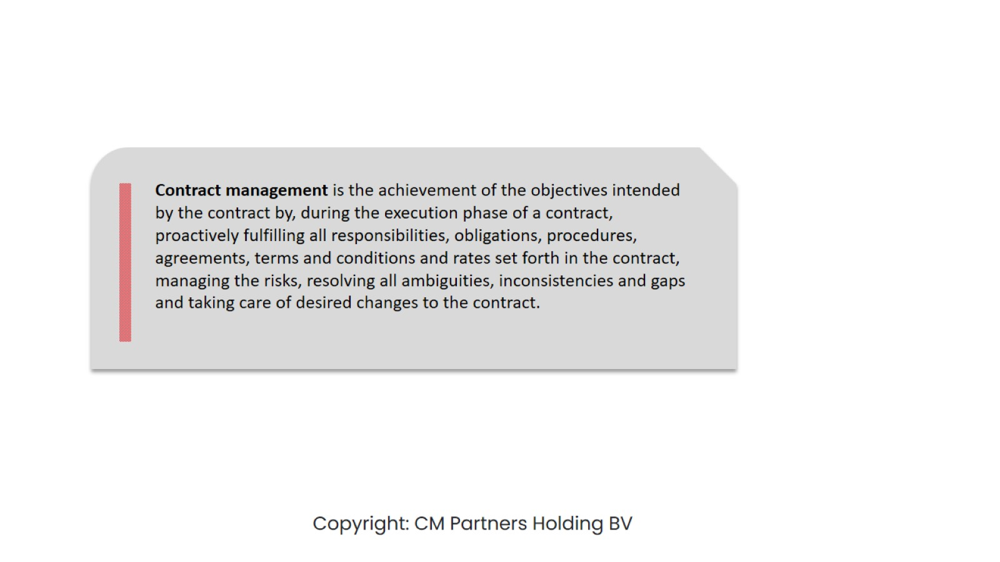 Contract management is the achievement of the objectives intended
by the contract by, during the execution phase of a contract,
proactively fulfilling all responsibilities, obligations, procedures,
agreements, terms and conditions and rates set forth in the contract,
managing the risks, resolving all ambiguities, inconsistencies and gaps
and taking care of desired changes to the contract.
Copyright: CM Partners Holding BV